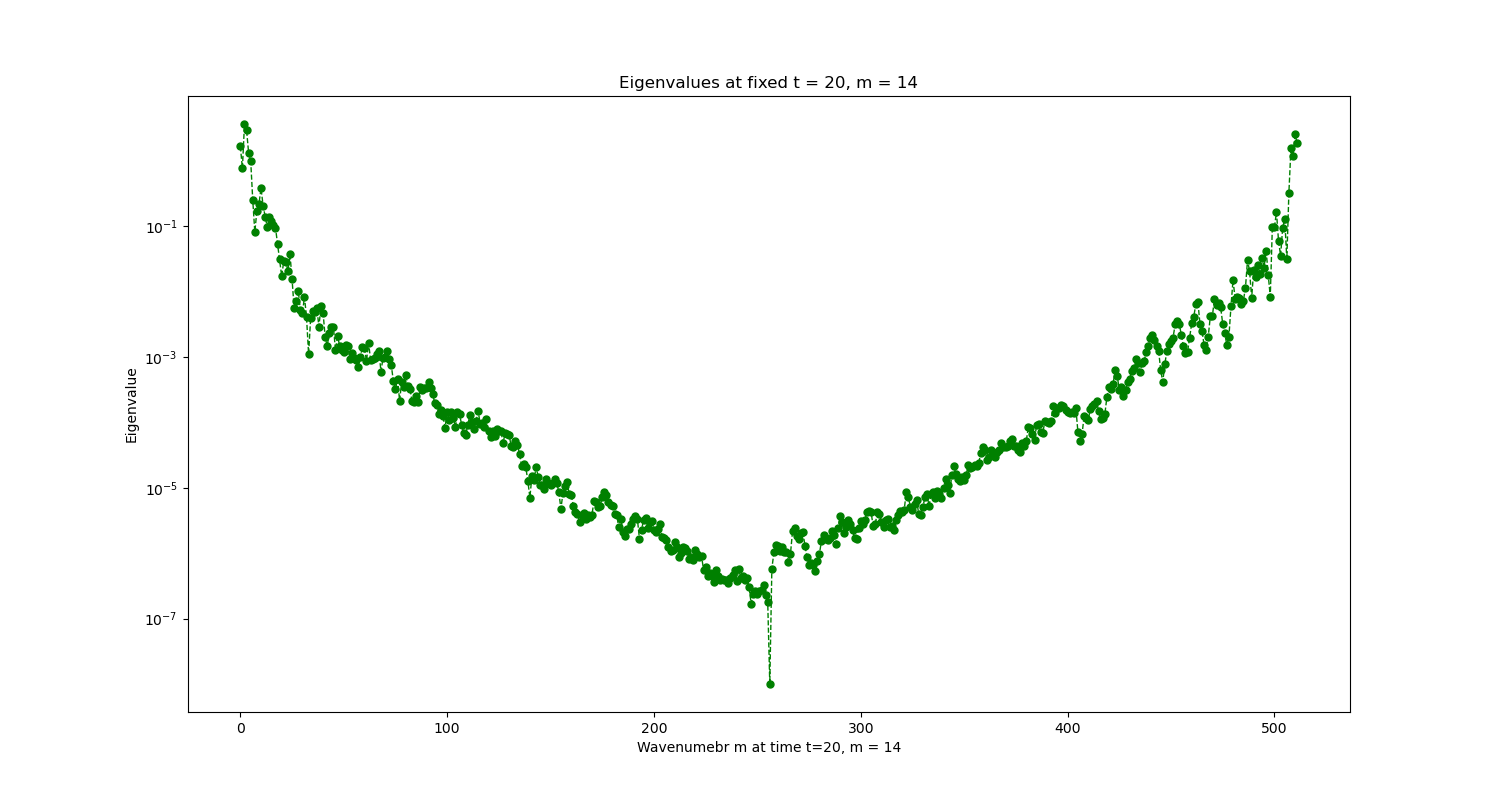 Eigenvalues at fixed t = 20, m = 14
Eigenvalue
10⁻¹
10⁻³
10⁻⁵
10⁻⁷
0 100 200 300 400 500
Wavenumebr m at time t=20, m = 14